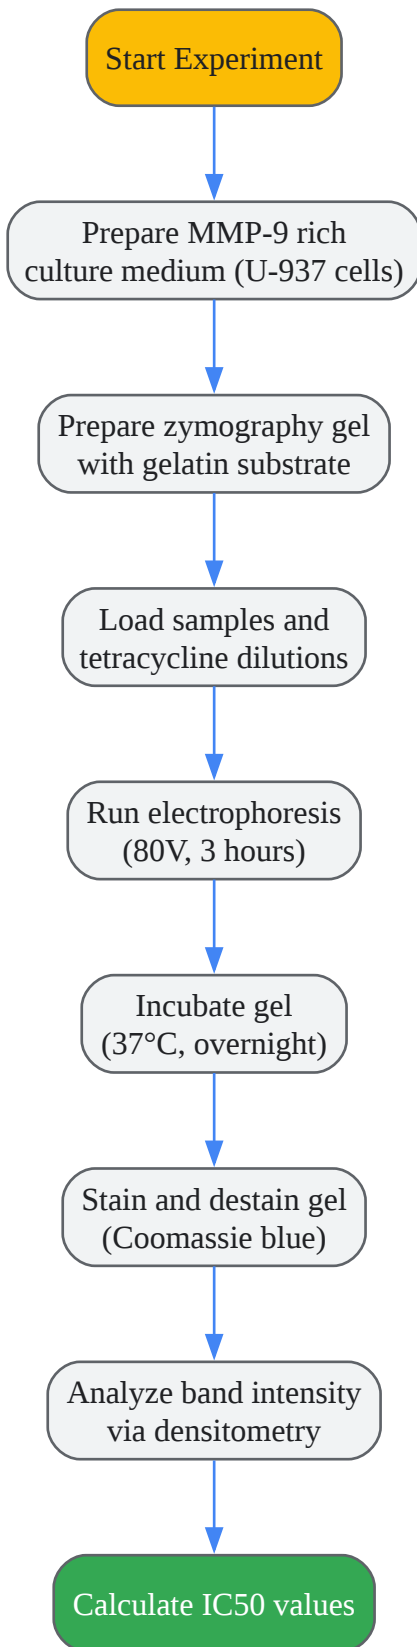 Start Experiment
Prepare MMP-9 rich
culture medium (U-937 cells)
Prepare zymography gel
with gelatin substrate
Load samples and
tetracycline dilutions
Run electrophoresis
(80V, 3 hours)
Incubate gel
(37°C, overnight)
Stain and destain gel
(Coomassie blue)
Analyze band intensity
via densitometry
Calculate IC50 values